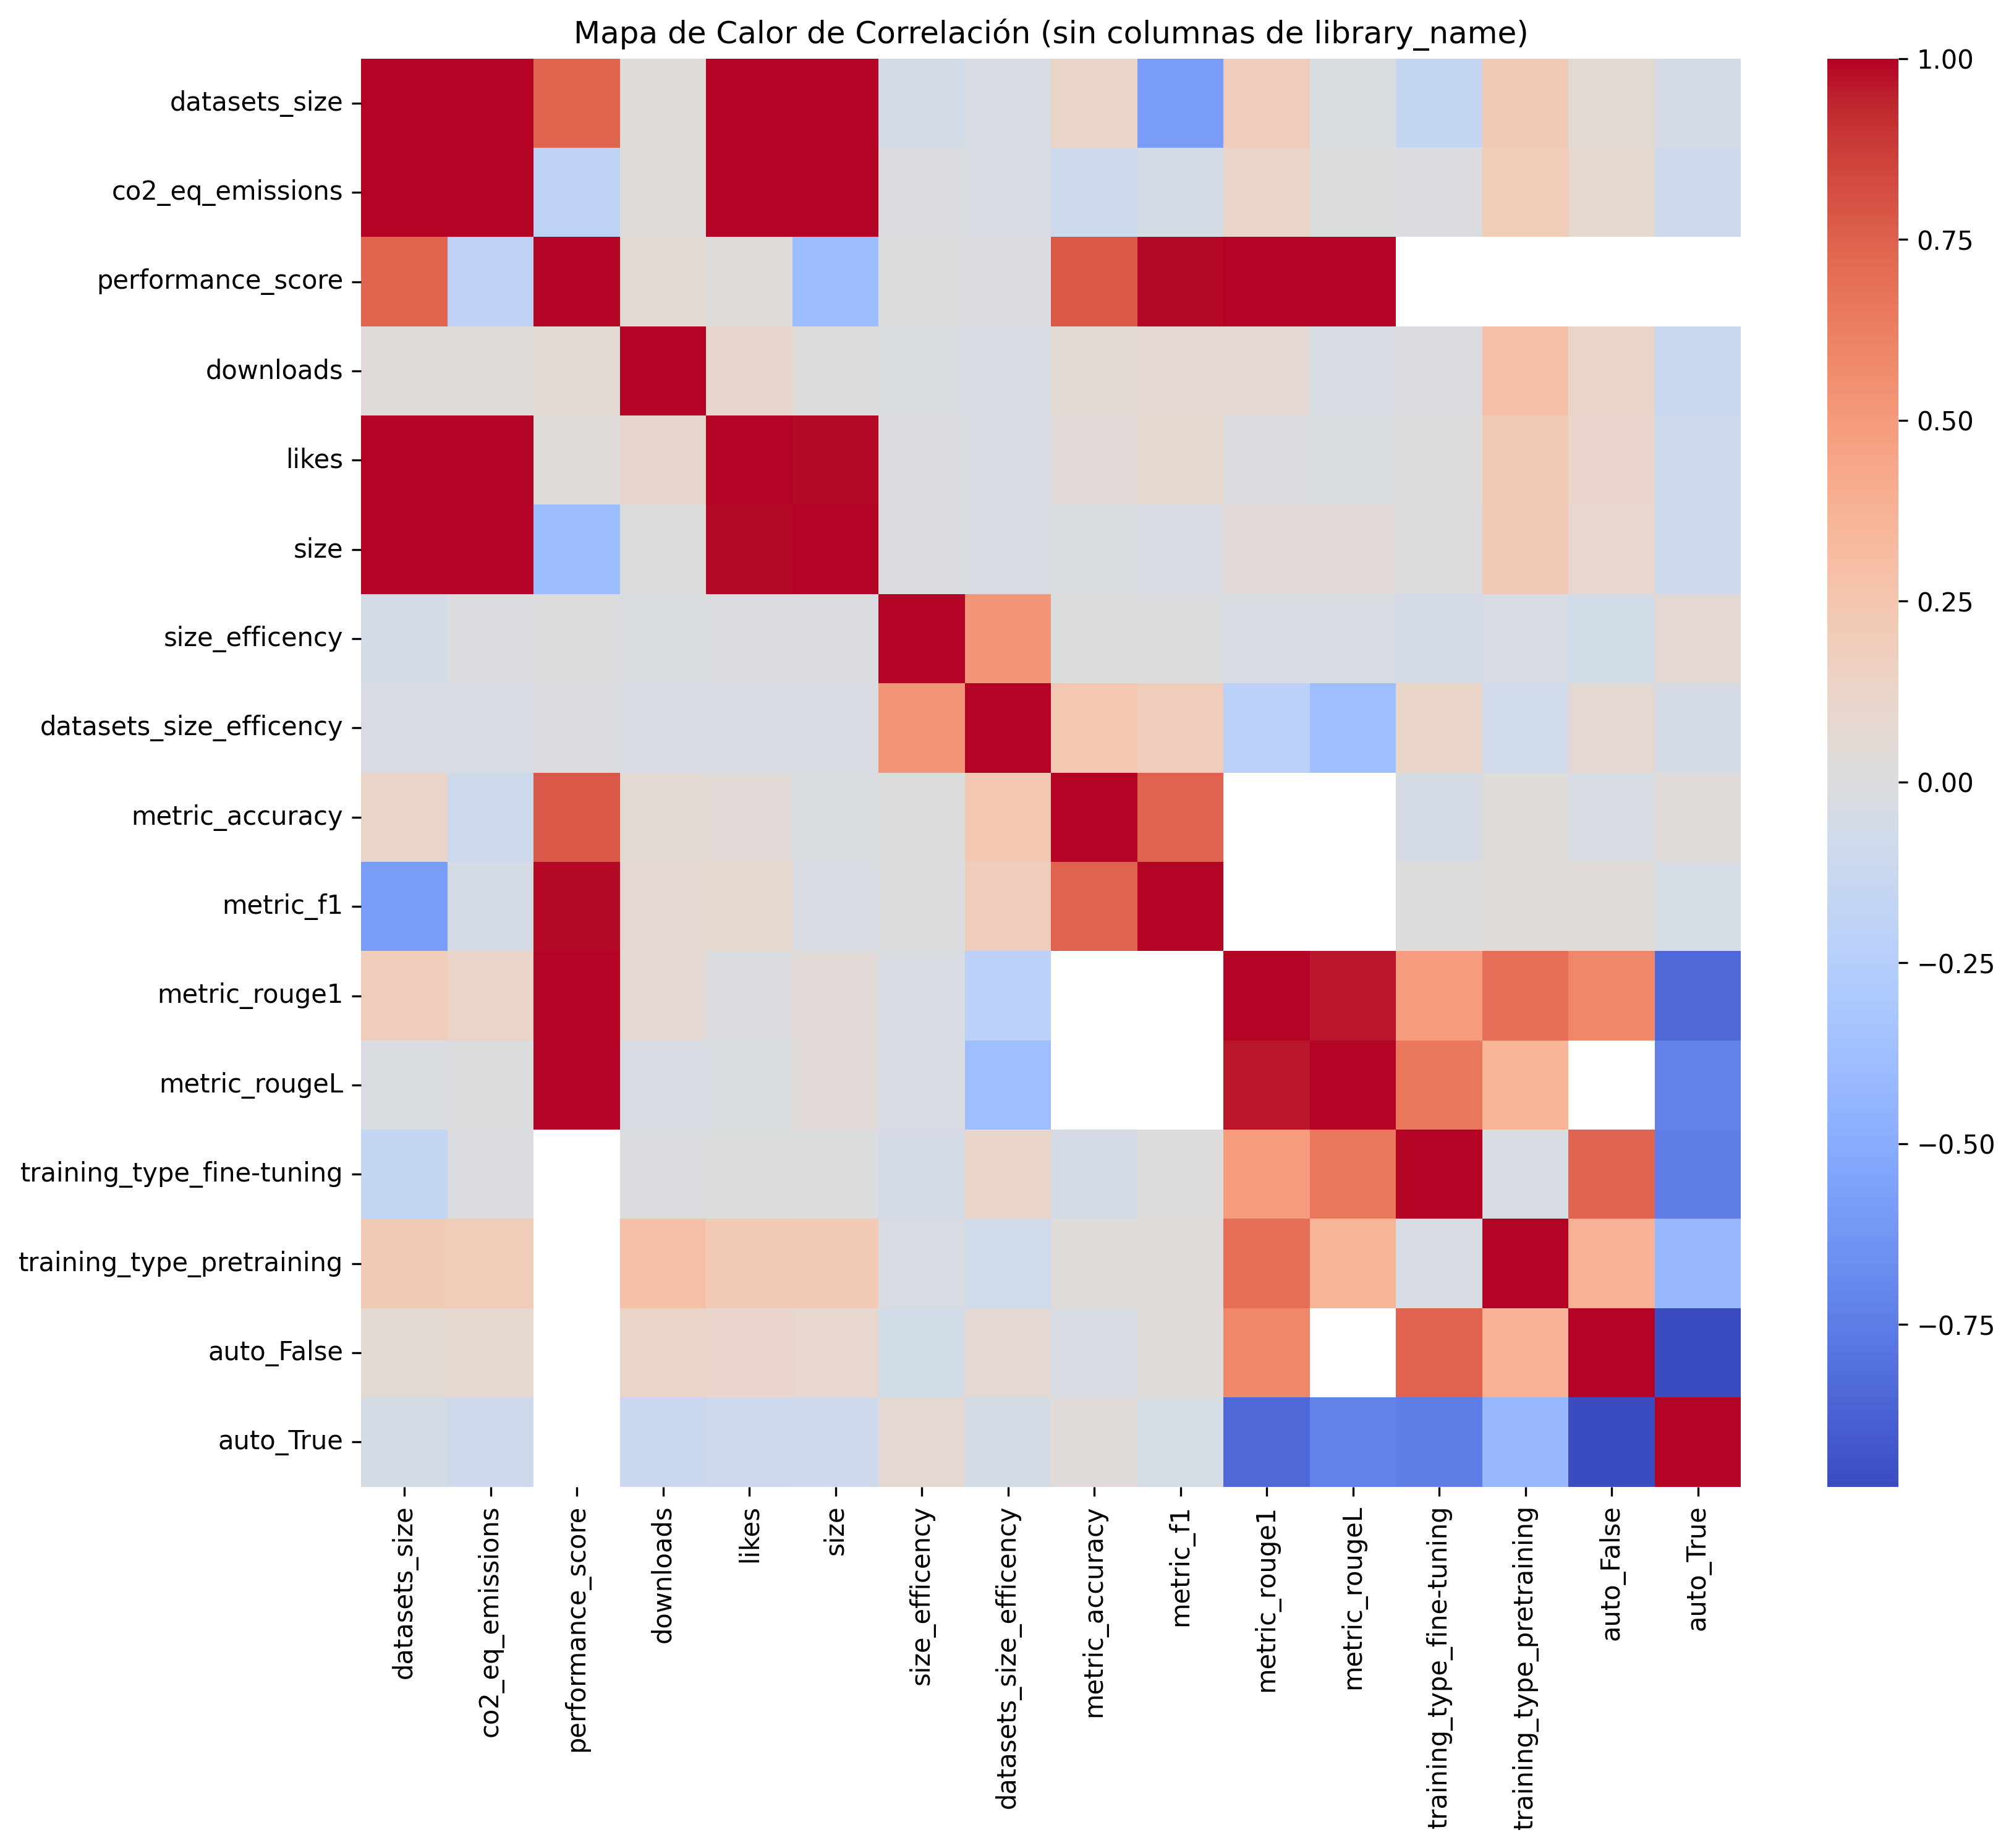 Mapa de Calor de Correlación (sin columnas de library_name)
datasets_size
co2_eq_emissions
performance_score
downloads
likes
size
size_efficency
datasets_size_efficency
metric_accuracy
metric_f1
metric_rouge1
metric_rougeL
training_type_fine-tuning
training_type_pretraining
auto_False
auto_True
datasets_size
co2_eq_emissions
performance_score
downloads
likes
size
size_efficency
datasets_size_efficency
metric_accuracy
metric_f1
metric_rouge1
metric_rougeL
training_type_fine-tuning
training_type_pretraining
auto_False
auto_True
1.00
0.75
0.50
0.25
0.00
−0.25
−0.50
−0.75